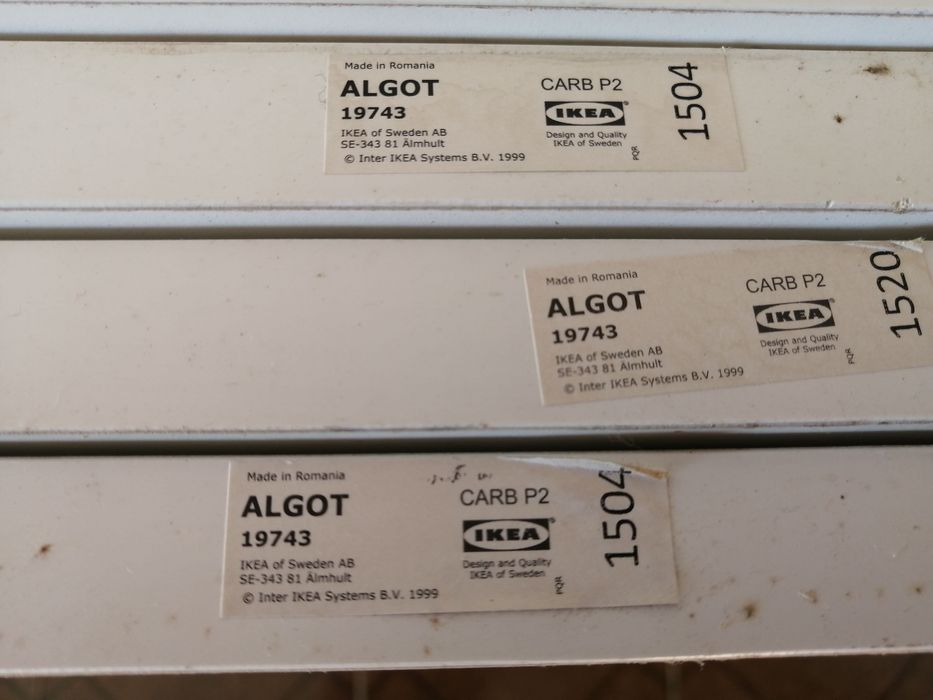 Made in Romania
ALGOT
19743
IKEA of Sweden AB
SE-343 81 Älmhult
© Inter IKEA Systems B.V. 1999
CARB P2
IKEA
Design and Quality
IKEA of Sweden
PQR
1504
Made in Romania
ALGOT
19743
IKEA of Sweden AB
SE-343 81 Älmhult
© Inter IKEA Systems B.V. 1999
CARB P2
IKEA
Design and Quality
IKEA of Sweden
PQR
1520
Made in Romania
ALGOT
19743
IKEA of Sweden AB
SE-343 81 Älmhult
© Inter IKEA Systems B.V. 1999
CARB P2
IKEA
Design and Quality
IKEA of Sweden
PQR
1504